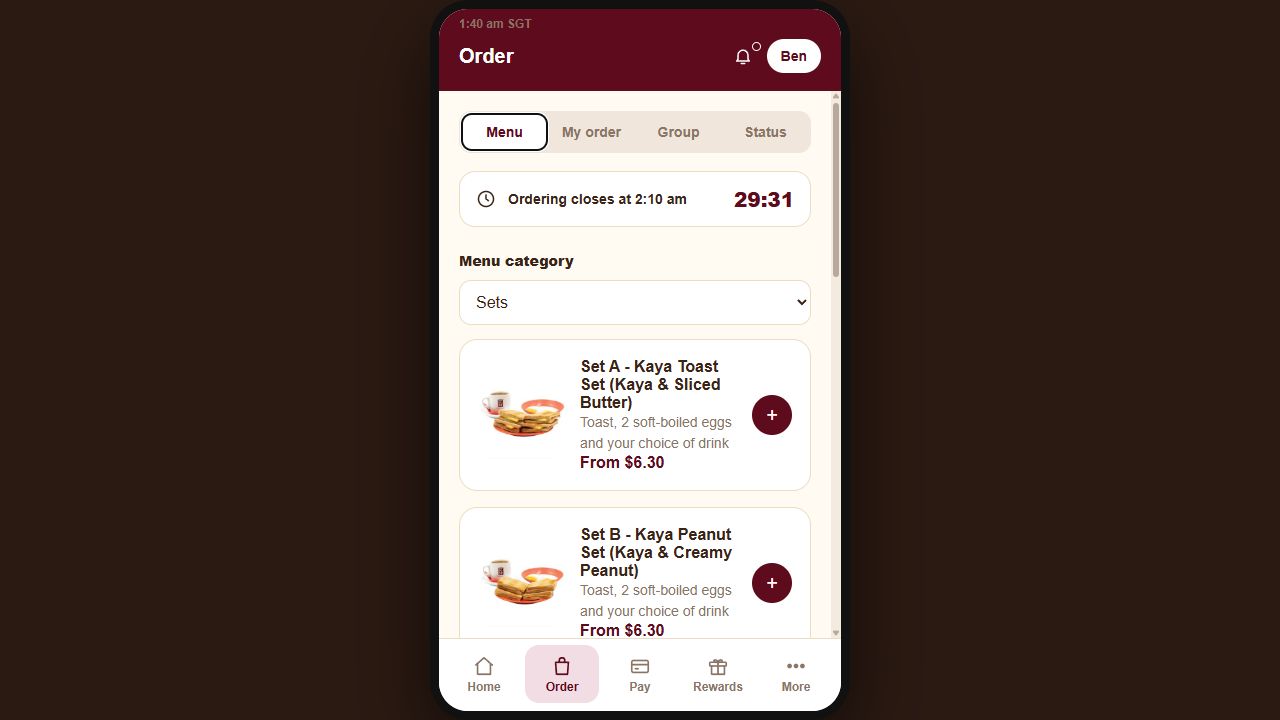 1:40 am SGT
Order
Ben
Menu My order Group Status
Ordering closes at 2:10 am 29:31
Menu category
Sets
Set A - Kaya Toast
Set (Kaya & Sliced
Butter)
Toast, 2 soft-boiled eggs
and your choice of drink
From $6.30
+
Set B - Kaya Peanut
Set (Kaya & Creamy
Peanut)
Toast, 2 soft-boiled eggs
and your choice of drink
From $6.30
+
Home Order Pay Rewards More